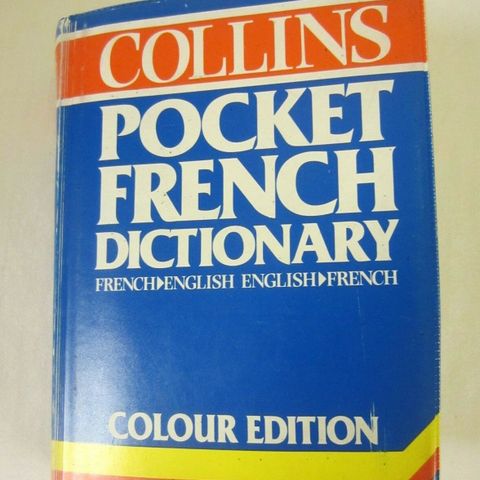 COLLINS
POCKET
FRENCH
DICTIONARY
FRENCH▶ENGLISH ENGLISH▶FRENCH
COLOUR EDITION